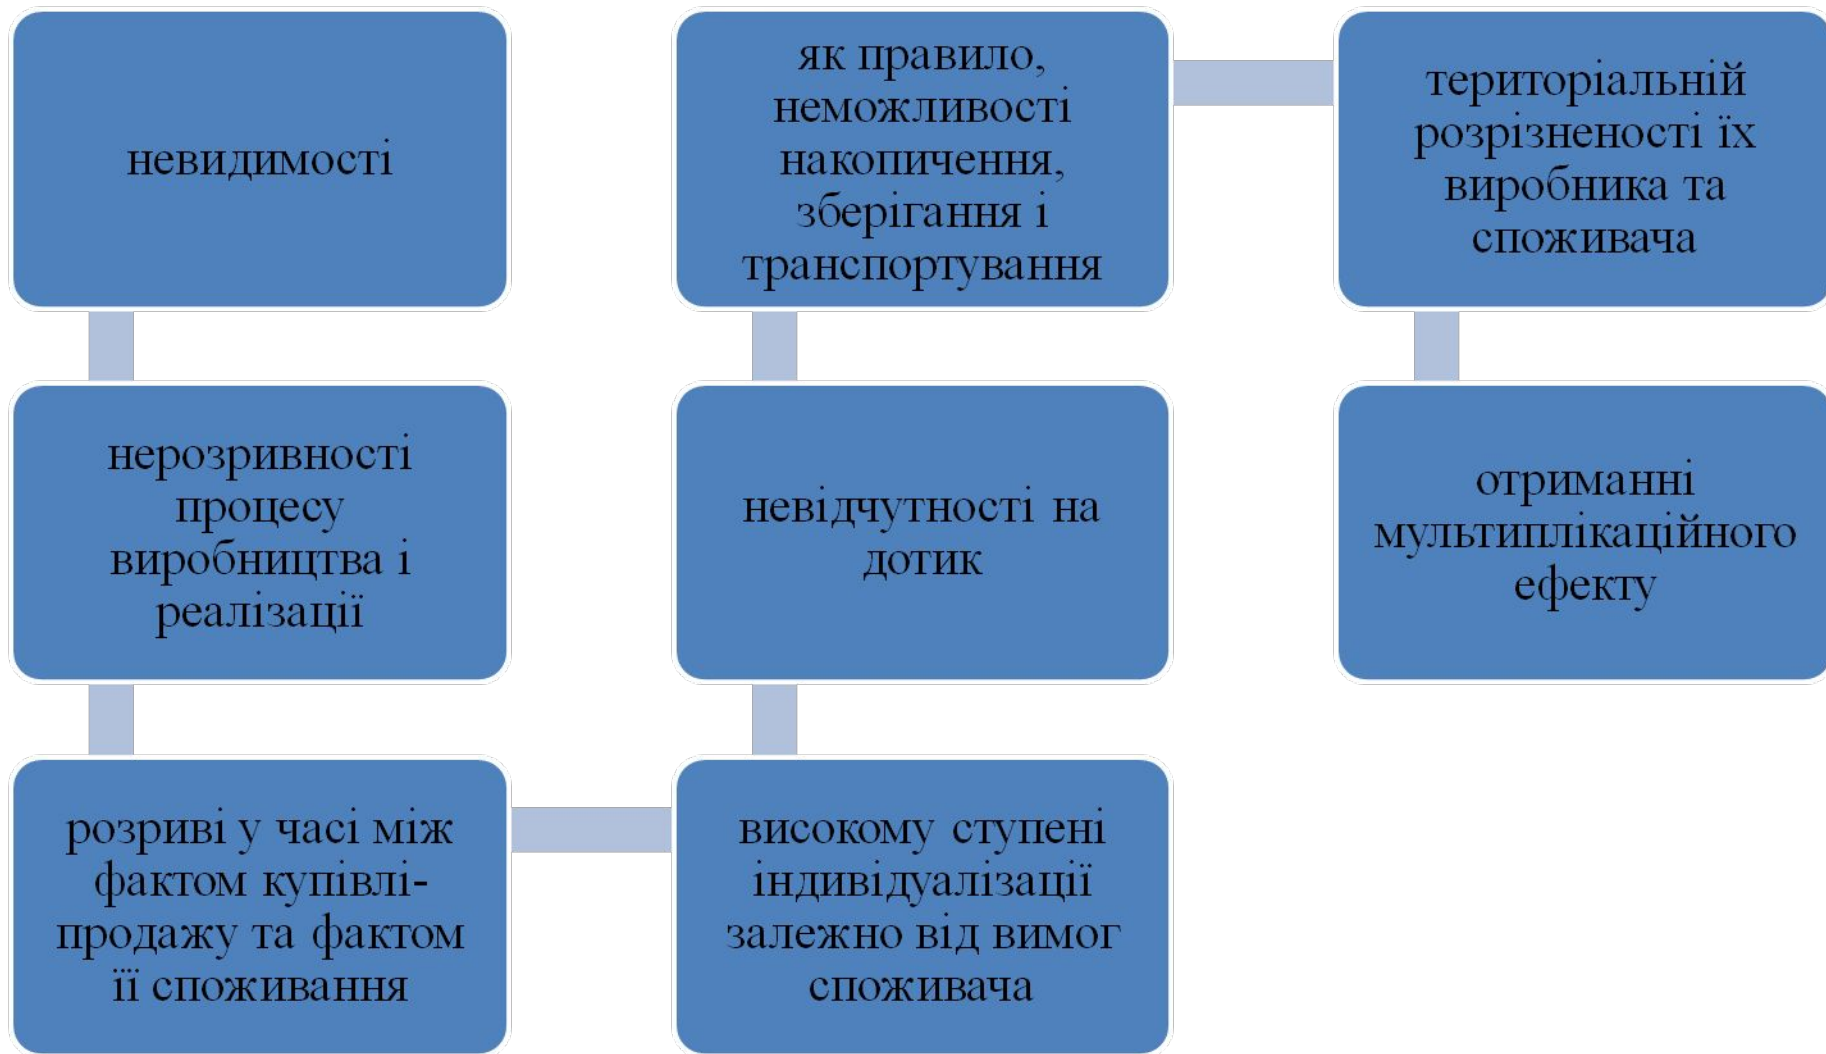 невидимості
нерозривності
процесу
виробництва і
реалізації
розриві у часі між
фактом купівлі-
продажу та фактом
її споживання
високому ступені
індивідуалізації
залежно від вимог
споживача
невідчутності на
дотик
як правило,
неможливості
накопичення,
зберігання і
транспортування
територіальній
розрізненості їх
виробника та
споживача
отриманні
мультиплікаційного
ефекту